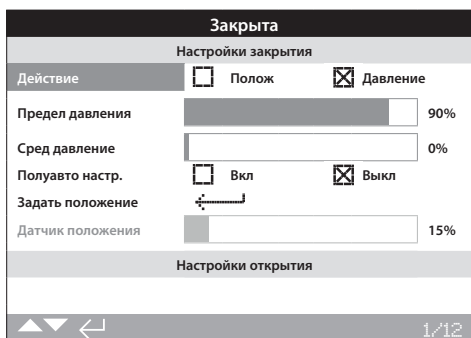 Закрыта
Настройки закрытия
Действие Полож Давление
Предел давления 90%
Сред давление 0%
Полуавто настр. Вкл Выкл
Задать положение
Датчик положения 15%
Настройки открытия
1/12